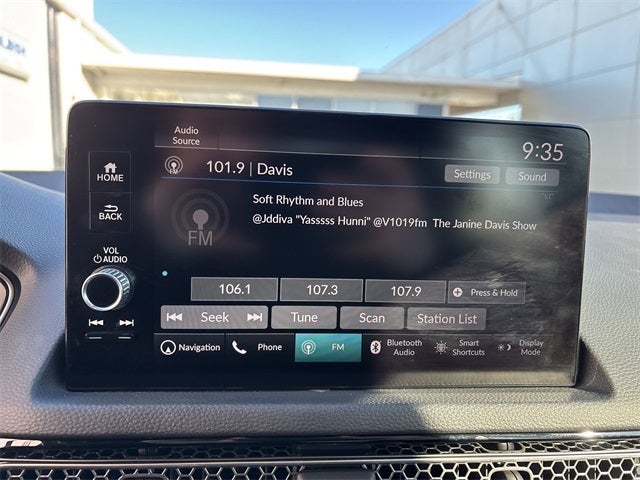 Audio
Source
9:35
FM
101.9 | Davis
Settings
Sound
HOME
Soft Rhythm and Blues
@Jddiva "Yasssss Hunni" @V1019fm The Janine Davis Show
ST
BACK
FM
VOL
AUDIO
106.1
107.3
107.9
Press & Hold
Seek
Tune
Scan
Station List
Navigation
Phone
FM
Bluetooth
Audio
Smart
Shortcuts
Display
Mode